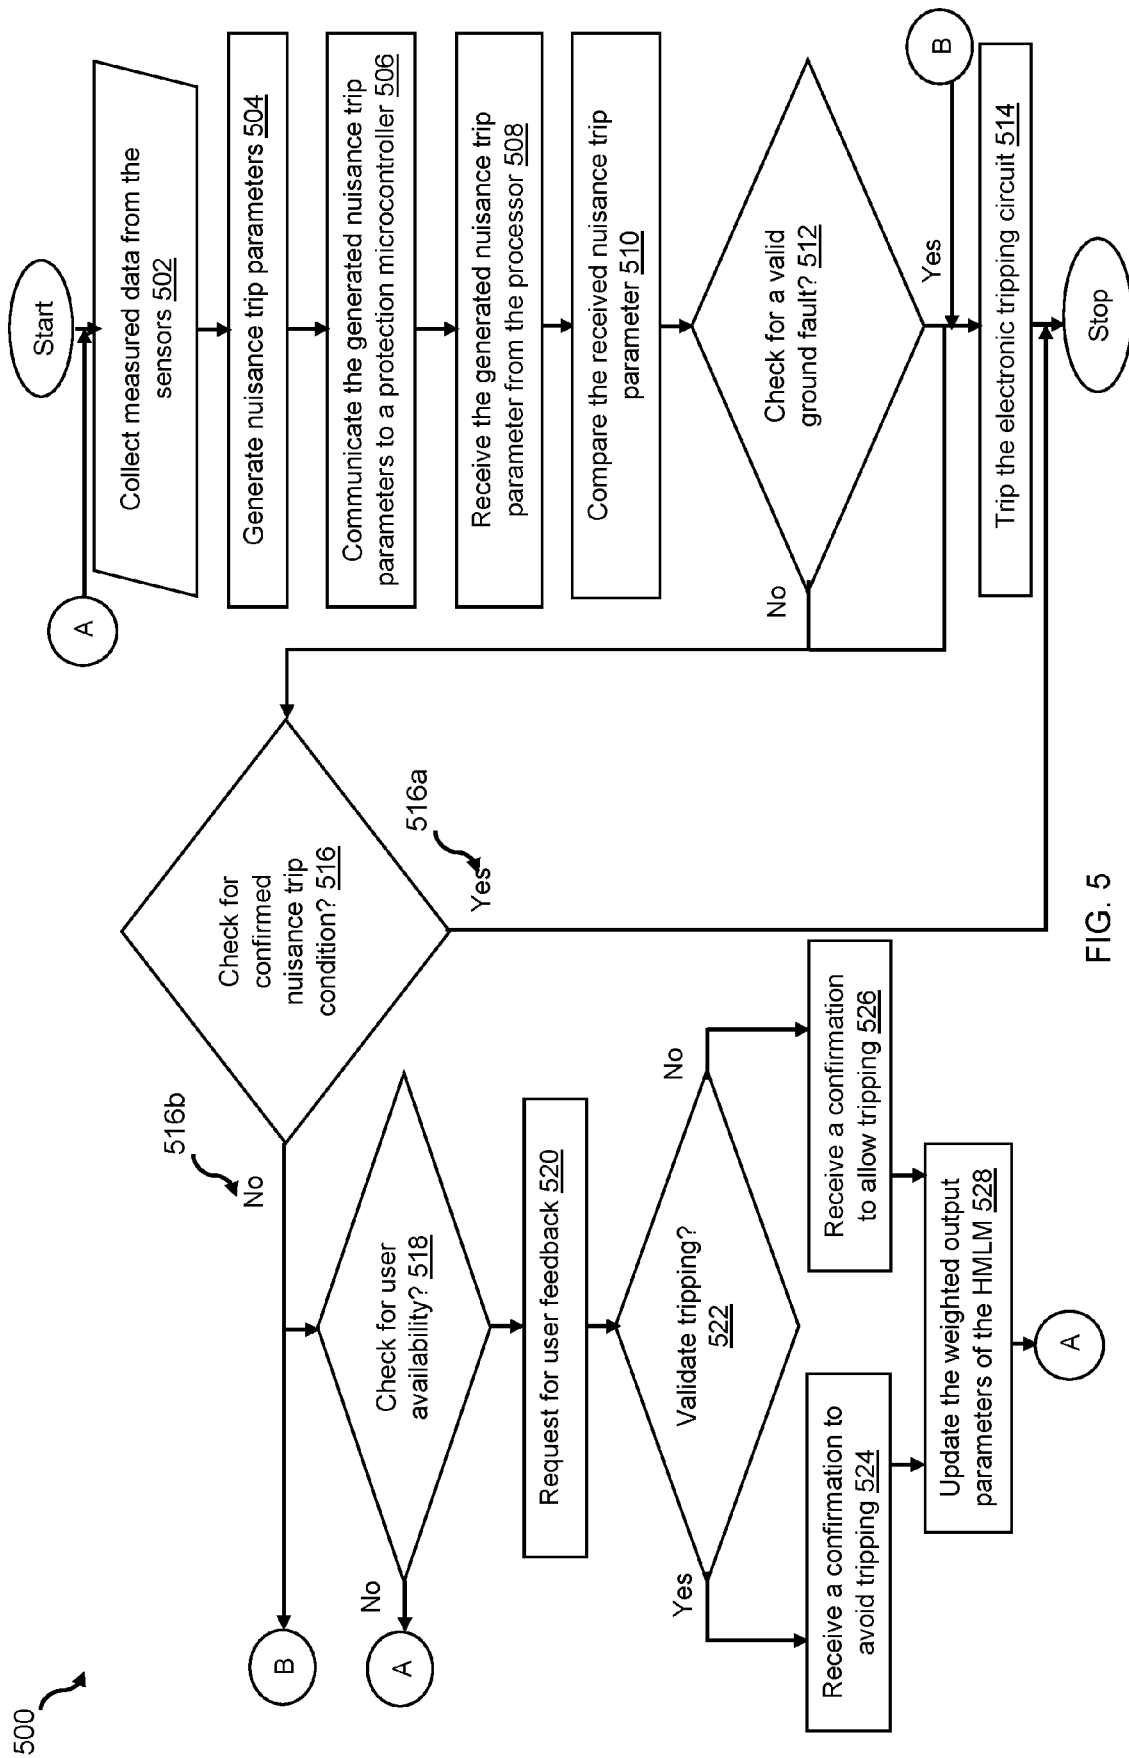 500
Start
A
Collect measured data from the
sensors 502
Generate nuisance trip parameters 504
Communicate the generated nuisance trip
parameters to a protection microcontroller 506
Receive the generated nuisance trip
parameter from the processor 508
Compare the received nuisance trip
parameter 510
Check for a valid
ground fault? 512
No
Yes
B
Trip the electronic tripping circuit 514
Stop
Check for
confirmed
nuisance trip
condition? 516
516a
Yes
516b
No
B
Check for user
availability? 518
No
A
Request for user feedback 520
Validate tripping?
522
Yes
No
Receive a confirmation to
avoid tripping 524
Receive a confirmation
to allow tripping 526
Update the weighted output
parameters of the HMLM 528
A
FIG. 5